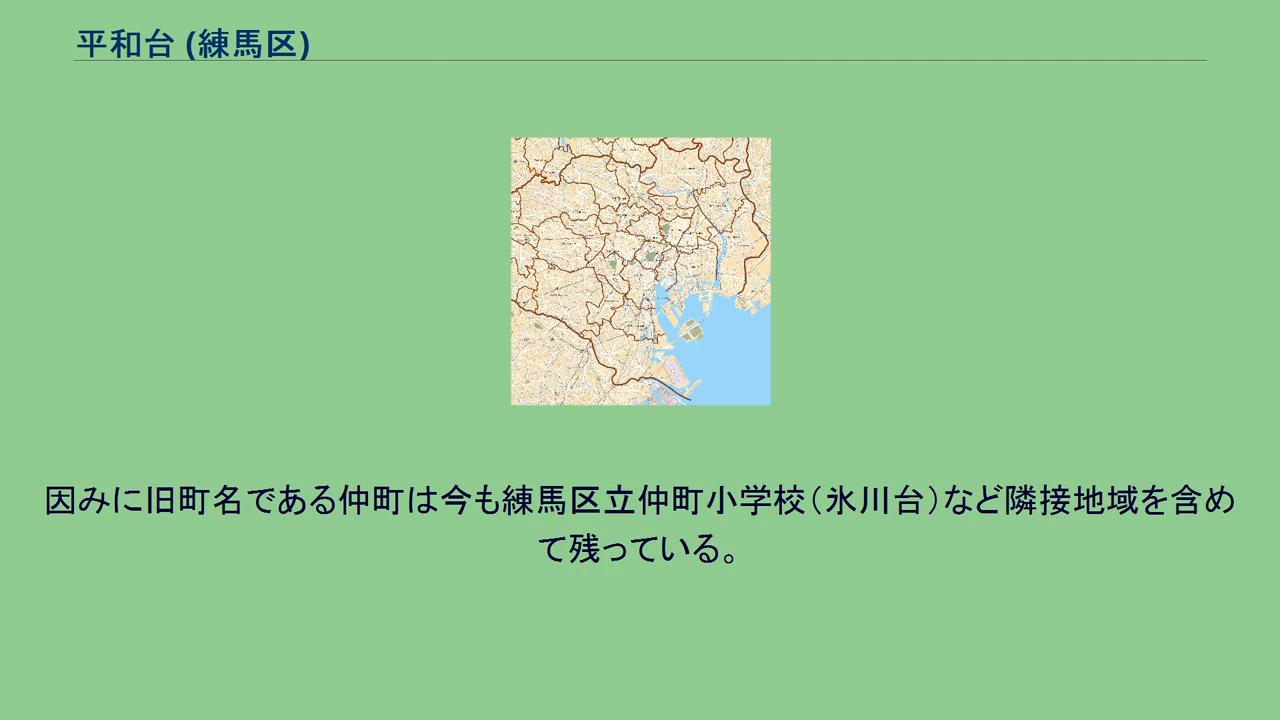 平和台 (練馬区)
因みに旧町名である仲町は今も練馬区立仲町小学校（氷川台）など隣接地域を含め
て残っている。